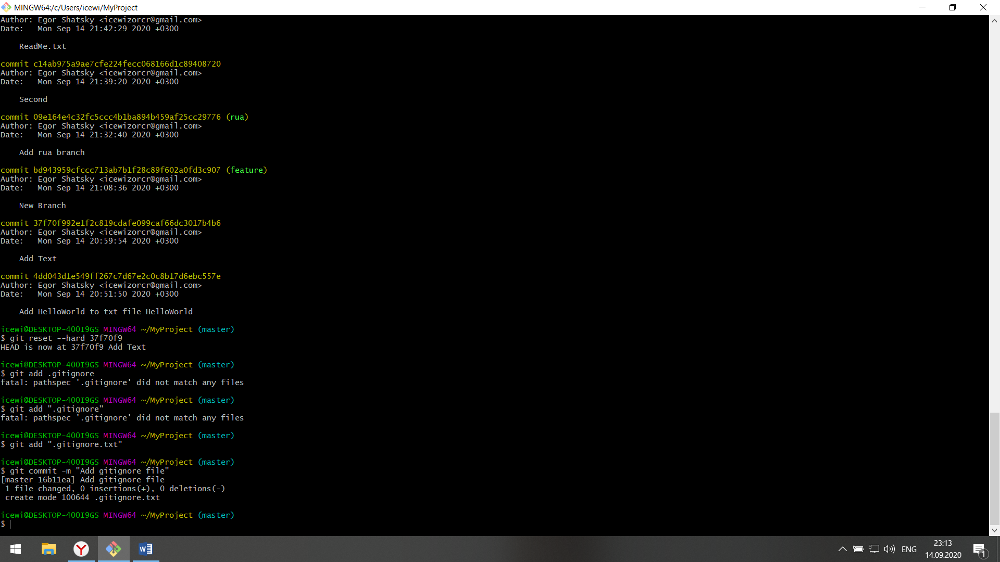 MINGW64:/c/Users/icewi/MyProject
Author: Egor Shatsky <icewizorcr@gmail.com>
Date:   Mon Sep 14 21:42:29 2020 +0300
    ReadMe.txt
commit c14ab975a9ae7cfe224fecc068166d1c89408720
Author: Egor Shatsky <icewizorcr@gmail.com>
Date:   Mon Sep 14 21:39:20 2020 +0300
    Second
commit 09e164e4c32fc5ccc4b1ba894b459af25cc29776 (rua)
Author: Egor Shatsky <icewizorcr@gmail.com>
Date:   Mon Sep 14 21:32:40 2020 +0300
    Add rua branch
commit bd943959cfccc713ab7b1f28c89f602a0fd3c907 (feature)
Author: Egor Shatsky <icewizorcr@gmail.com>
Date:   Mon Sep 14 21:08:36 2020 +0300
    New Branch
commit 37f70f992e1f2c819cdafe099caf66dc3017b4b6
Author: Egor Shatsky <icewizorcr@gmail.com>
Date:   Mon Sep 14 20:59:54 2020 +0300
    Add Text
commit 4dd043d1e549ff267c7d67e2c0c8b17d6ebc557e
Author: Egor Shatsky <icewizorcr@gmail.com>
Date:   Mon Sep 14 20:51:50 2020 +0300
    Add HelloWorld to txt file HelloWorld
icewi@DESKTOP-400I9GS MINGW64 ~/MyProject (master)
$ git reset --hard 37f70f9
HEAD is now at 37f70f9 Add Text
icewi@DESKTOP-400I9GS MINGW64 ~/MyProject (master)
$ git add .gitignore
fatal: pathspec '.gitignore' did not match any files
icewi@DESKTOP-400I9GS MINGW64 ~/MyProject (master)
$ git add ".gitignore"
fatal: pathspec '.gitignore' did not match any files
icewi@DESKTOP-400I9GS MINGW64 ~/MyProject (master)
$ git add ".gitignore.txt"
icewi@DESKTOP-400I9GS MINGW64 ~/MyProject (master)
$ git commit -m "Add gitignore file"
[master 16b11ea] Add gitignore file
 1 file changed, 0 insertions(+), 0 deletions(-)
 create mode 100644 .gitignore.txt
icewi@DESKTOP-400I9GS MINGW64 ~/MyProject (master)
$
ENG
23:13
14.09.2020
1